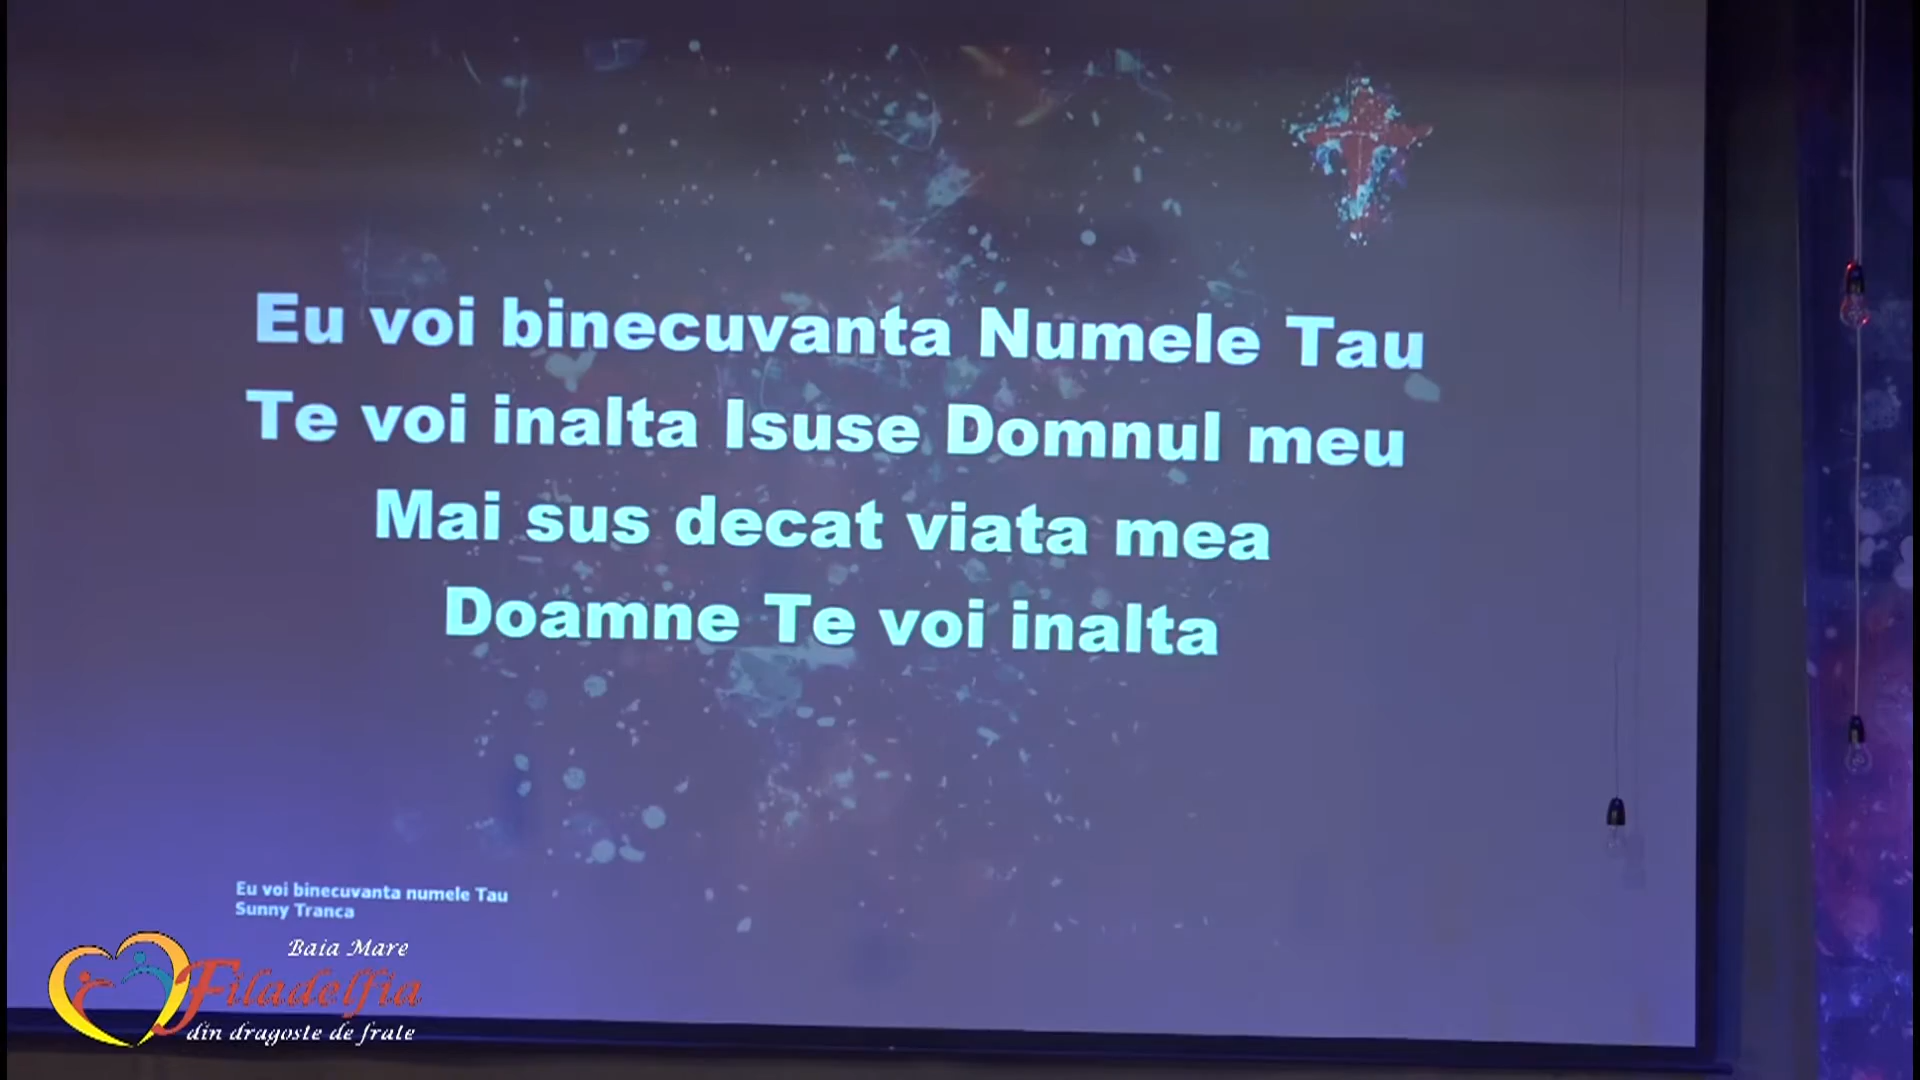 Eu voi binecuvanta Numele Tau
Te voi inalta Isuse Domnul meu
Mai sus decat viata mea
Doamne Te voi inalta
Eu voi binecuvanta numele Tau
Sunny Tranca
Baia Mare
Filadelfia
din dragoste de frate